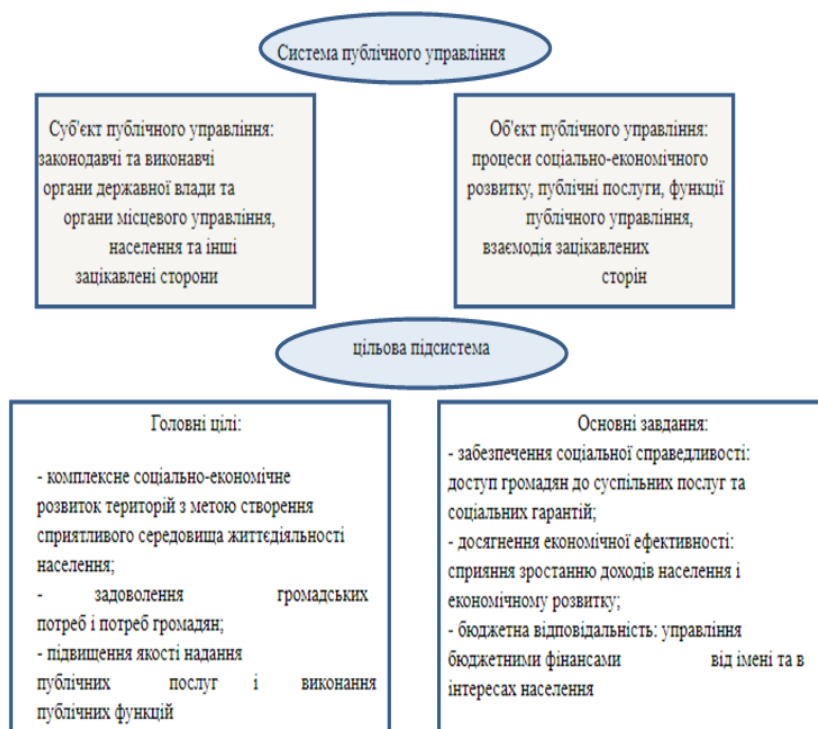 Система публічного управління
Суб'єкт публічного управління:
законодавчі та виконавчі
органи державної влади та
органи місцевого управління,
населення та інші
зацікавлені сторони
Об'єкт публічного управління:
процеси соціально-економічного
розвитку, публічні послуги, функції
публічного управління,
взаємодія зацікавлених
сторін
цільова підсистема
Головні цілі:
- комплексне соціально-економічне
розвиток територій з метою створення
сприятливого середовища життєдіяльності
населення;
- задоволення громадських
потреб і потреб громадян;
- підвищення якості надання
публічних послуг і виконання
публічних функцій
Основні завдання:
- забезпечення соціальної справедливості:
доступ громадян до суспільних послуг та
соціальних гарантій;
- досягнення економічної ефективності:
сприяння зростанню доходів населення і
економічному розвитку;
- бюджетна відповідальність: управління
бюджетними фінансами від імені та в
інтересах населення